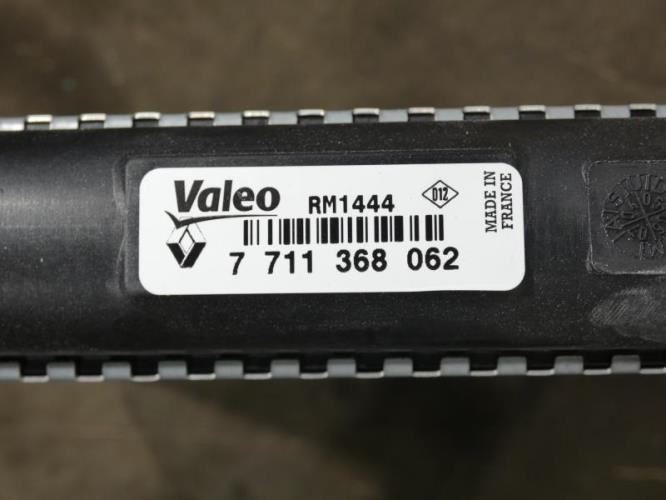 Valeo RM1444 D12
7 711 368 062
MADE IN
FRANCE